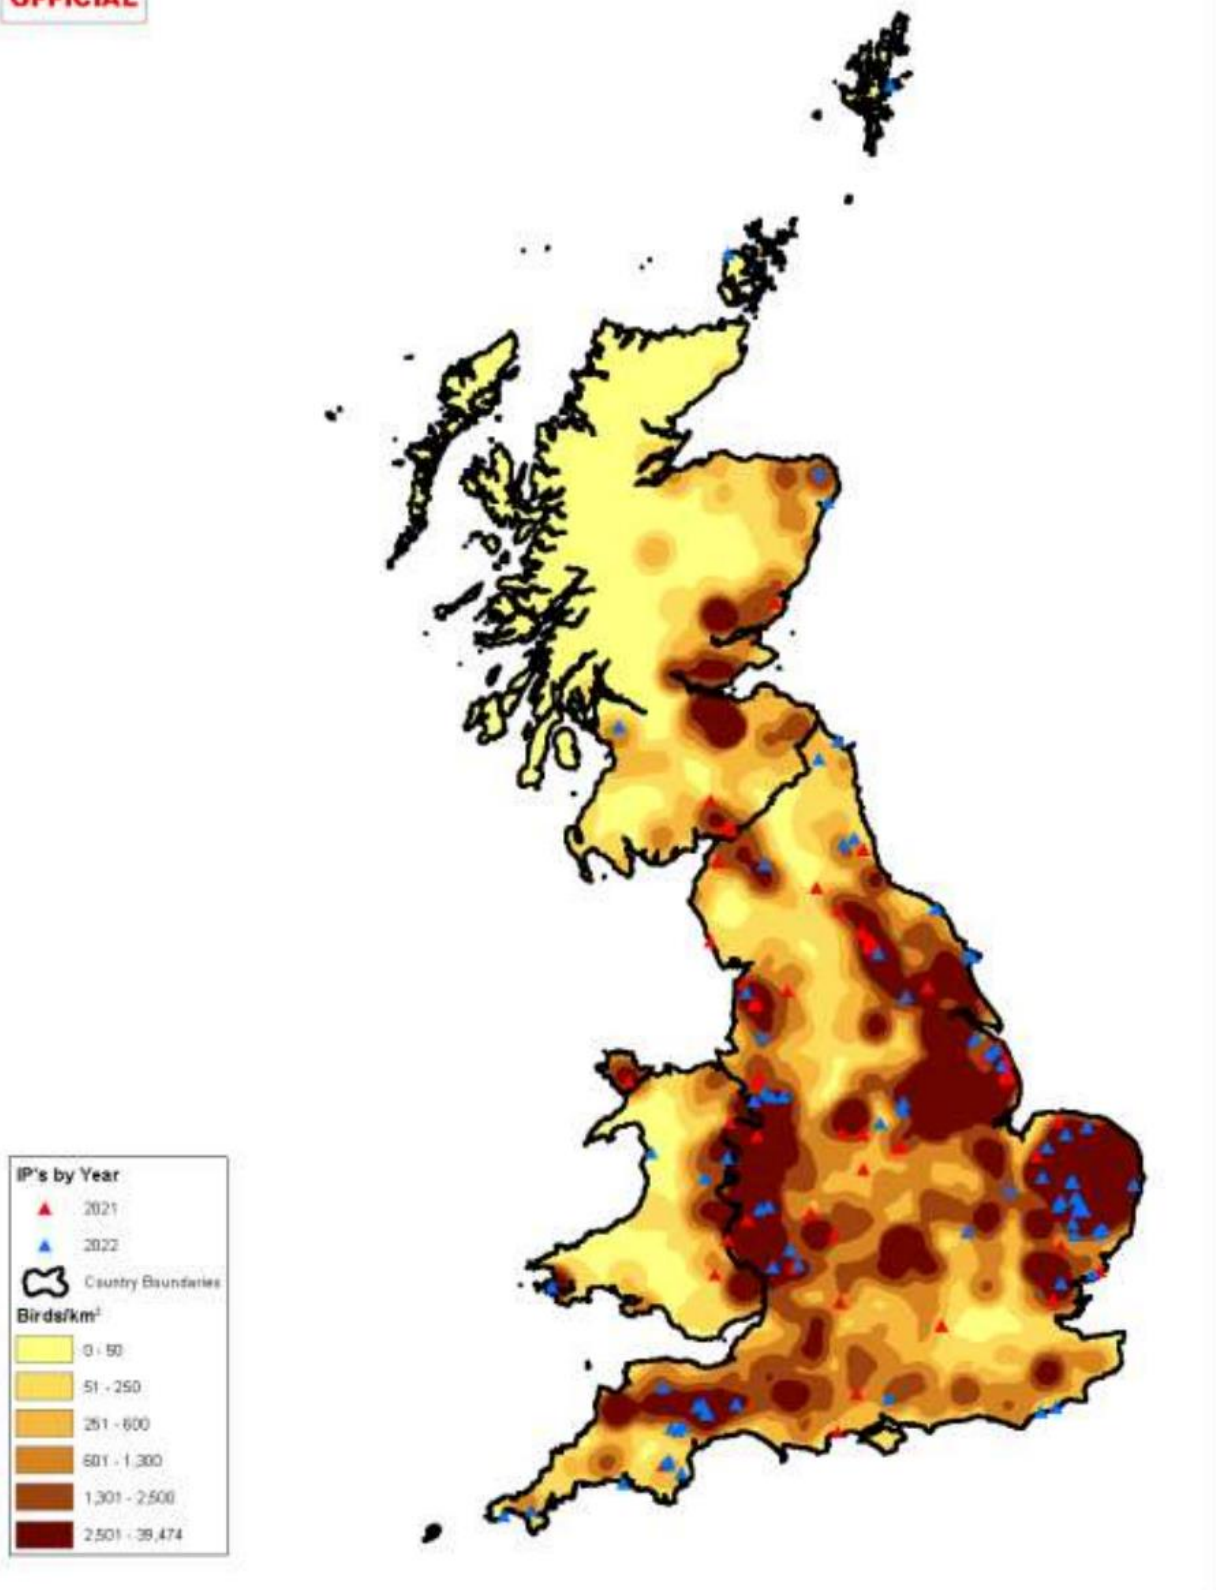 OFFICIAL
IP's by Year
2021
2022
Country Boundaries
Birds/km²
0 - 50
51 - 250
251 - 600
601 - 1,300
1,301 - 2,500
2,501 - 39,474